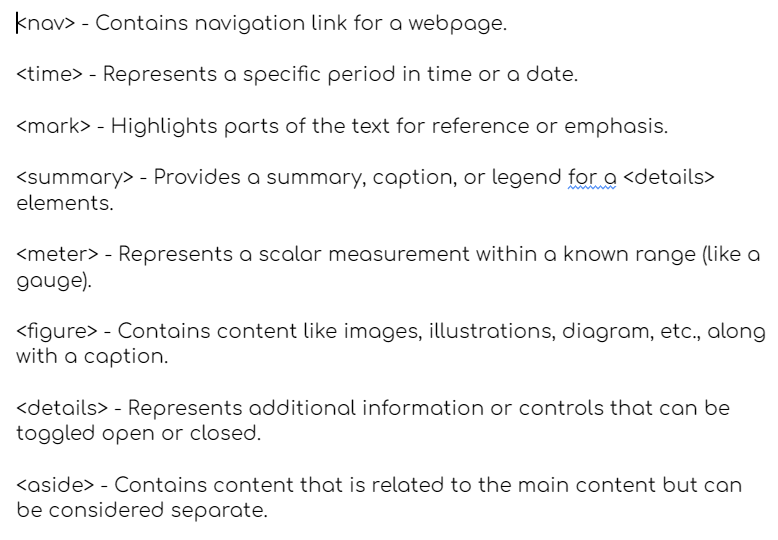 <nav> - Contains navigation link for a webpage.
<time> - Represents a specific period in time or a date.
<mark> - Highlights parts of the text for reference or emphasis.
<summary> - Provides a summary, caption, or legend for a <details>
elements.
<meter> - Represents a scalar measurement within a known range (like a
gauge).
<figure> - Contains content like images, illustrations, diagram, etc., along
with a caption.
<details> - Represents additional information or controls that can be
toggled open or closed.
<aside> - Contains content that is related to the main content but can
be considered separate.